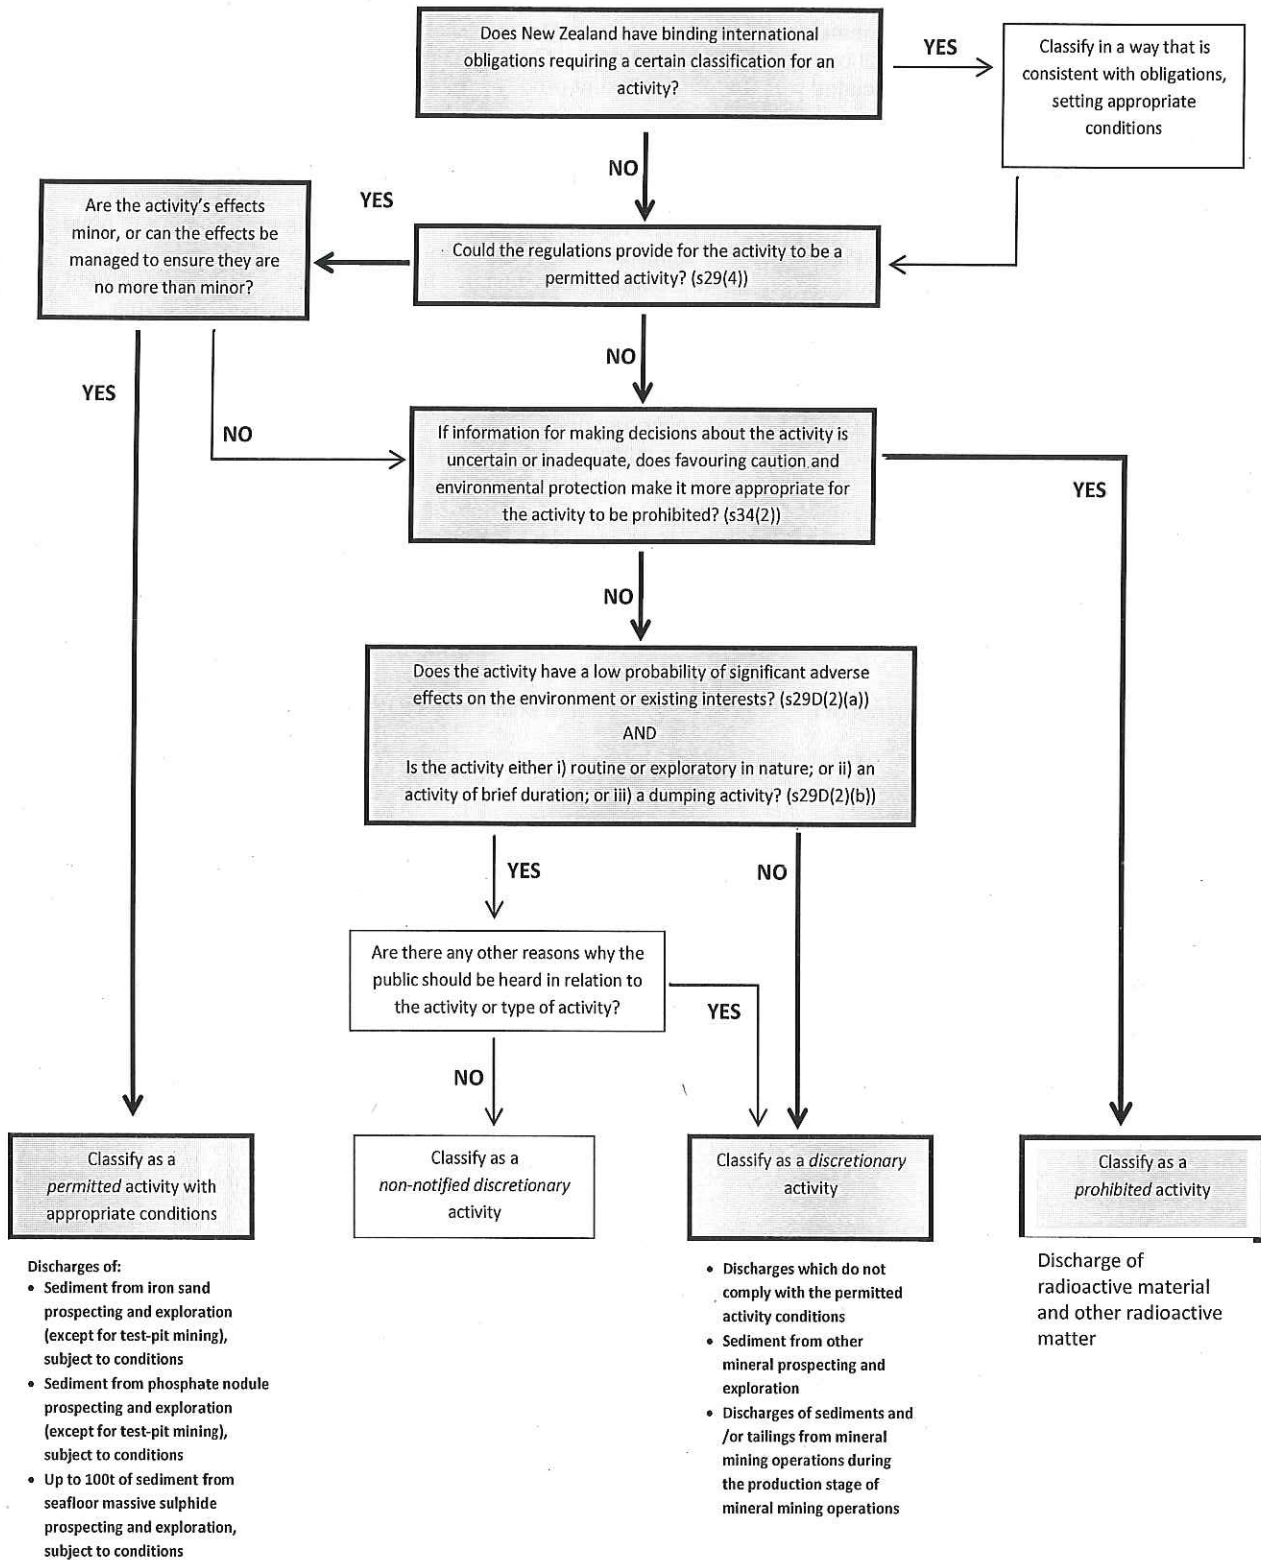 Does New Zealand have binding international
obligations requiring a certain classification for an
activity?
YES
Classify in a way that is
consistent with obligations,
setting appropriate
conditions
NO
Are the activity's effects
minor, or can the effects be
managed to ensure they are
no more than minor?
YES
Could the regulations provide for the activity to be a
permitted activity? (s29(4))
NO
YES
NO
If information for making decisions about the activity is
uncertain or inadequate, does favouring caution and
environmental protection make it more appropriate for
the activity to be prohibited? (s34(2))
YES
NO
Does the activity have a low probability of significant adverse
effects on the environment or existing interests? (s29D(2)(a))
AND
Is the activity either i) routine or exploratory in nature; or ii) an
activity of brief duration; or iii) a dumping activity? (s29D(2)(b))
YES
NO
Are there any other reasons why the
public should be heard in relation to
the activity or type of activity?
YES
NO
Classify as a
permitted activity with
appropriate conditions
Classify as a
non-notified discretionary
activity
Classify as a discretionary
activity
Classify as a
prohibited activity
Discharges of:
• Sediment from iron sand
prospecting and exploration
(except for test-pit mining),
subject to conditions
• Sediment from phosphate nodule
prospecting and exploration
(except for test-pit mining),
subject to conditions
• Up to 100t of sediment from
seafloor massive sulphide
prospecting and exploration,
subject to conditions
• Discharges which do not
comply with the permitted
activity conditions
• Sediment from other
mineral prospecting and
exploration
• Discharges of sediments and
/or tailings from mineral
mining operations during
the production stage of
mineral mining operations
Discharge of
radioactive material
and other radioactive
matter